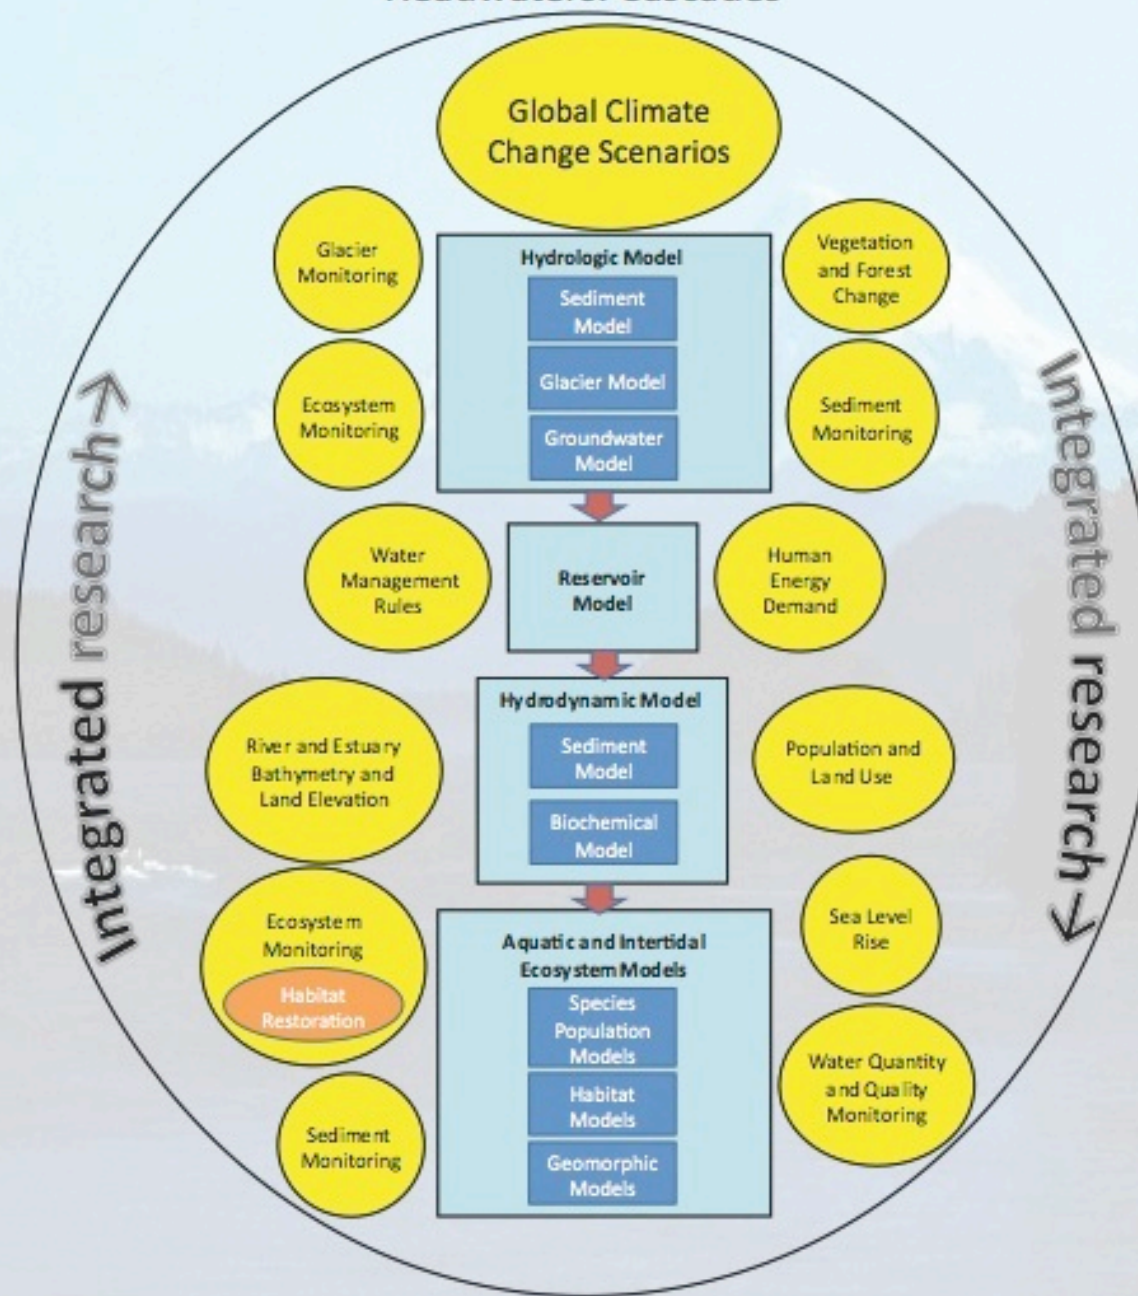 Global Climate
Change Scenarios
Glacier
Monitoring
Hydrologic Model
Vegetation
and Forest
Change
Sediment
Model
Glacier Model
Groundwater
Model
Ecosystem
Monitoring
Sediment
Monitoring
Water
Management
Rules
Reservoir
Model
Human
Energy
Demand
Integrated research→
Integrated research→
River and Estuary
Bathymetry and
Land Elevation
Hydrodynamic Model
Sediment
Model
Biochemical
Model
Population and
Land Use
Ecosystem
Monitoring
Habitat
Restoration
Aquatic and Intertidal
Ecosystem Models
Species
Population
Models
Habitat
Models
Geomorphic
Models
Sea Level
Rise
Water Quantity
and Quality
Monitoring
Sediment
Monitoring